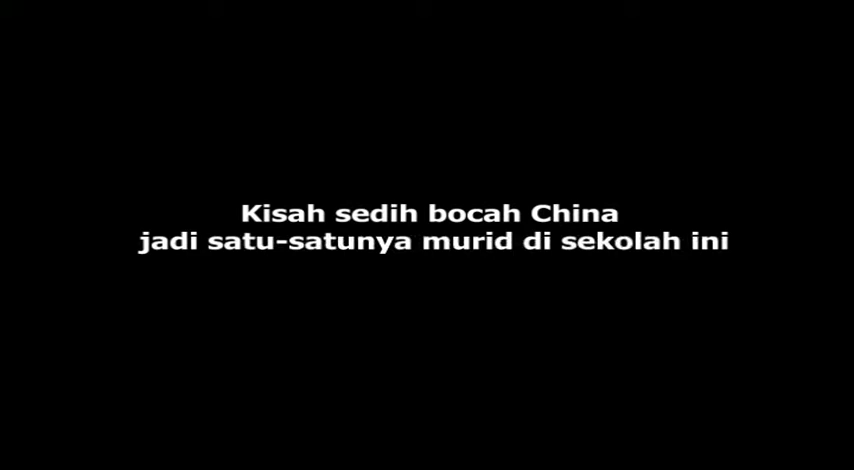 Kisah sedih bocah China
jadi satu-satunya murid di sekolah ini